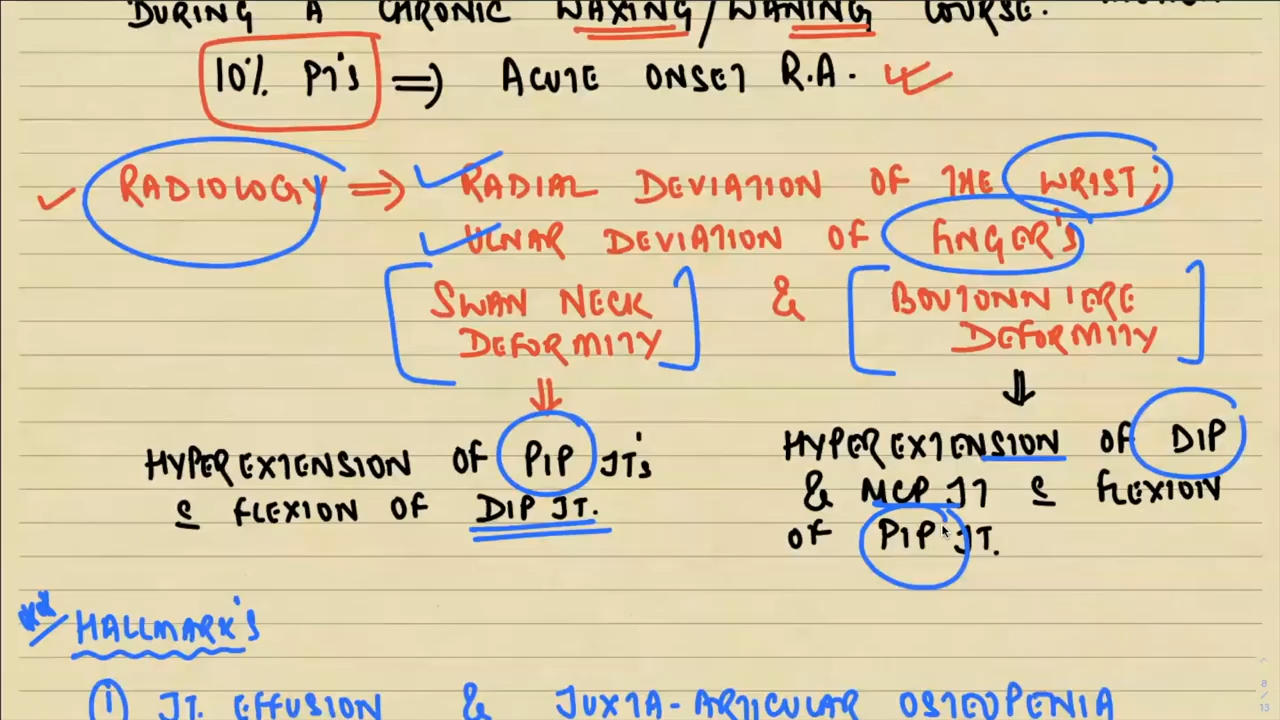 DURING A CHRONIC WAXING/WANING COURSE.
10% PT's ⇒ ACUTE ONSET R.A.
RADIOLOGY ⇒ RADIAL DEVIATION OF THE WRIST;
ULNAR DEVIATION OF FINGER'S
SWAN NECK & BOUTONNIERE
DEFORMITY DEFORMITY
HYPEREXTENSION OF PIP JT's
c FLEXION OF DIP JT.
HYPEREXTENSION OF DIP
& MCP JT c FLEXION
OF PIP JT.
HALLMARK'S
① JT. EFFUSION & JUXTA-ARTICULAR OSTEOPENIA
8
/
13